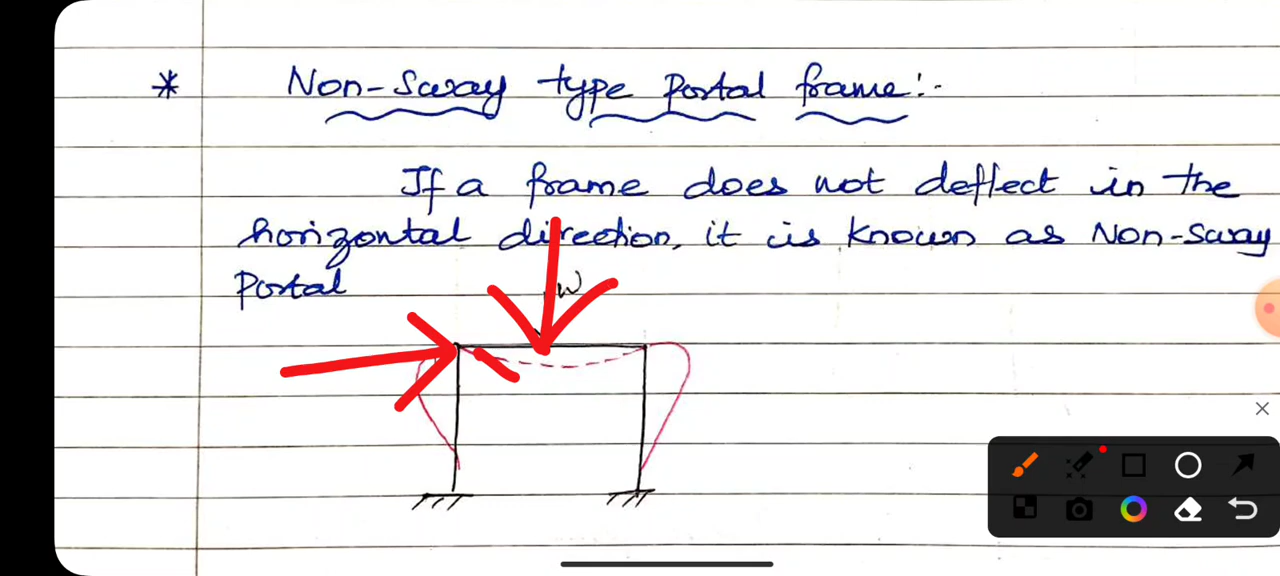 * Non-Sway type Portal frame:-
If a frame does not deflect in the
horizontal direction, it is known as Non-Sway
Portal
W